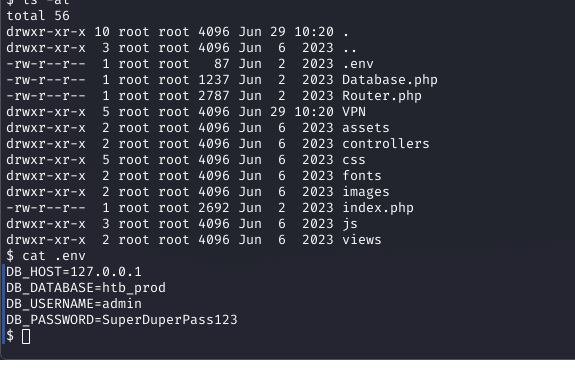 $ ls -al
total 56
drwxr-xr-x 10 root root 4096 Jun 29 10:20 .
drwxr-xr-x  3 root root 4096 Jun  6  2023 ..
-rw-r--r--  1 root root   87 Jun  2  2023 .env
-rw-r--r--  1 root root 1237 Jun  2  2023 Database.php
-rw-r--r--  1 root root 2787 Jun  2  2023 Router.php
drwxr-xr-x  5 root root 4096 Jun 29 10:20 VPN
drwxr-xr-x  2 root root 4096 Jun  6  2023 assets
drwxr-xr-x  2 root root 4096 Jun  6  2023 controllers
drwxr-xr-x  5 root root 4096 Jun  6  2023 css
drwxr-xr-x  2 root root 4096 Jun  6  2023 fonts
drwxr-xr-x  2 root root 4096 Jun  6  2023 images
-rw-r--r--  1 root root 2692 Jun  2  2023 index.php
drwxr-xr-x  3 root root 4096 Jun  6  2023 js
drwxr-xr-x  2 root root 4096 Jun  6  2023 views
$ cat .env
DB_HOST=127.0.0.1
DB_DATABASE=htb_prod
DB_USERNAME=admin
DB_PASSWORD=SuperDuperPass123
$